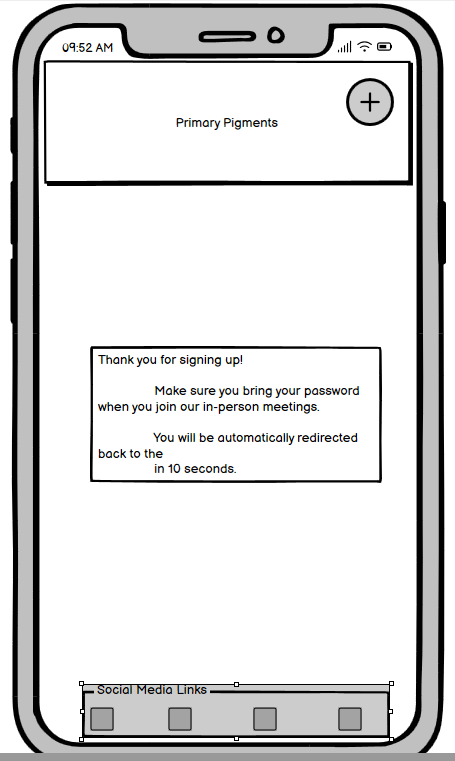 09:52 AM
Primary Pigments
Thank you for signing up!
Make sure you bring your password
when you join our in-person meetings.
You will be automatically redirected
back to the
in 10 seconds.
Social Media Links